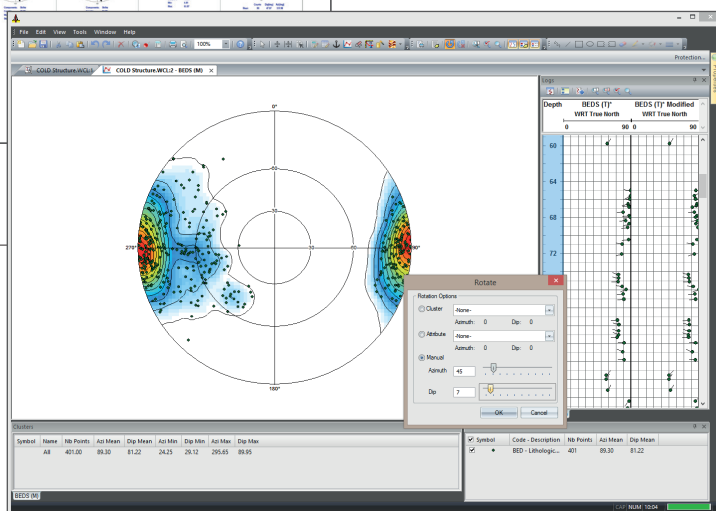 File Edit View Tools Window Help
100%
Protection...
COLD Structure.WCL:1 COLD Structure.WCL:2 - BEDS (M) ×
Logs
Depth BEDS (T)* BEDS (T)* Modified
WRT True North WRT True North
0 90 0 90
60
64
68
72
0°
60
30
270° 30 60 90°
180°
Rotate
Rotation Options
Cluster -None-
Azimuth: 0 Dip: 0
Attribute -None-
Azimuth: 0 Dip: 0
Manual
Azimuth 45
Dip 7
OK Cancel
Clusters
Symbol Name Nb Points Azi Mean Dip Mean Azi Min Dip Min Azi Max Dip Max
All 401.00 89.30 81.22 24.25 29.12 295.65 89.95
Symbol Code - Description Nb Points Azi Mean Dip Mean
BED - Lithologic... 401 89.30 81.22
BEDS (M)
CAP NUM 10:04